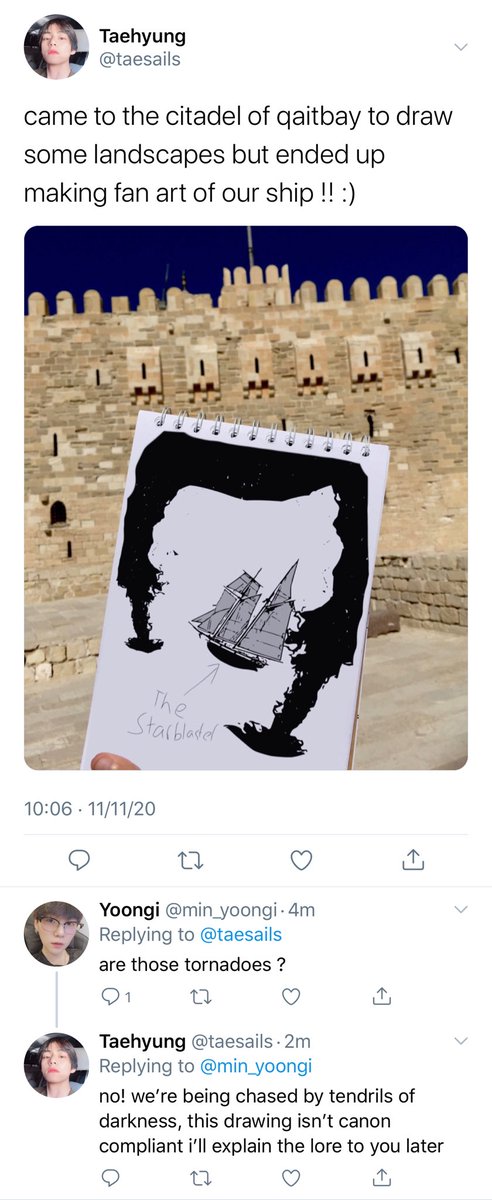 Taehyung
@taesails
came to the citadel of qaitbay to draw
some landscapes but ended up
making fan art of our ship !! :)
The
Starblader
10:06 · 11/11/20
Yoongi @min_yoongi · 4m
Replying to @taesails
are those tornadoes ?
1
Taehyung @taesails · 2m
Replying to @min_yoongi
no! we’re being chased by tendrils of
darkness, this drawing isn’t canon
compliant i’ll explain the lore to you later